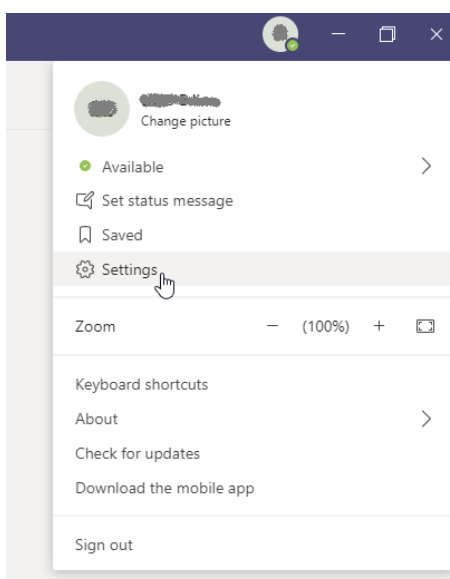 Change picture
Available
Set status message
Saved
Settings
Zoom − (100%) +
Keyboard shortcuts
About
Check for updates
Download the mobile app
Sign out